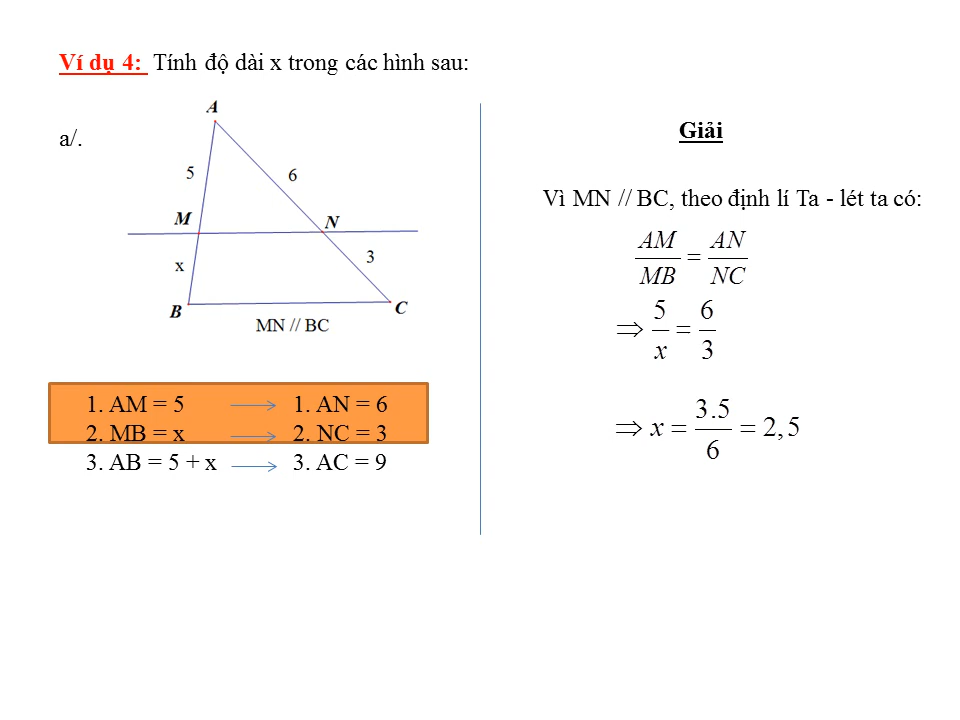 Ví dụ 4: Tính độ dài x trong các hình sau:
a/.
A
5
6
M
N
x
3
B
C
MN // BC
1. AM = 5 → 1. AN = 6
2. MB = x → 2. NC = 3
3. AB = 5 + x → 3. AC = 9
Giải
Vì MN // BC, theo định lí Ta - lét ta có:
AM/MB = AN/NC
⇒ 5/x = 6/3
⇒ x = 3.5/6 = 2,5